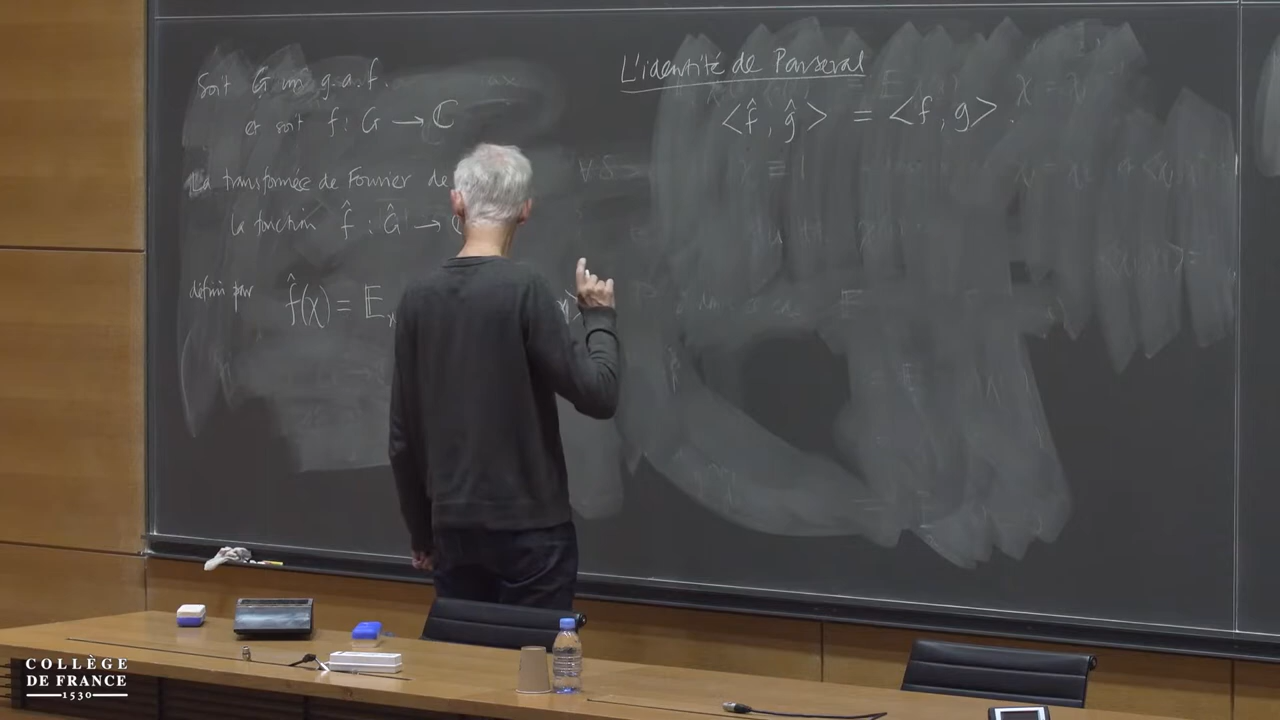 Soit G un g.a.f.
et soit f : G → ℂ
La transformée de Fourier de
la fonction f̂ : Ĝ →
défini par f̂(χ) = 𝔼
L'identité de Parseval
<f̂, ĝ> = <f, g>.
COLLÈGE
DE FRANCE
1530